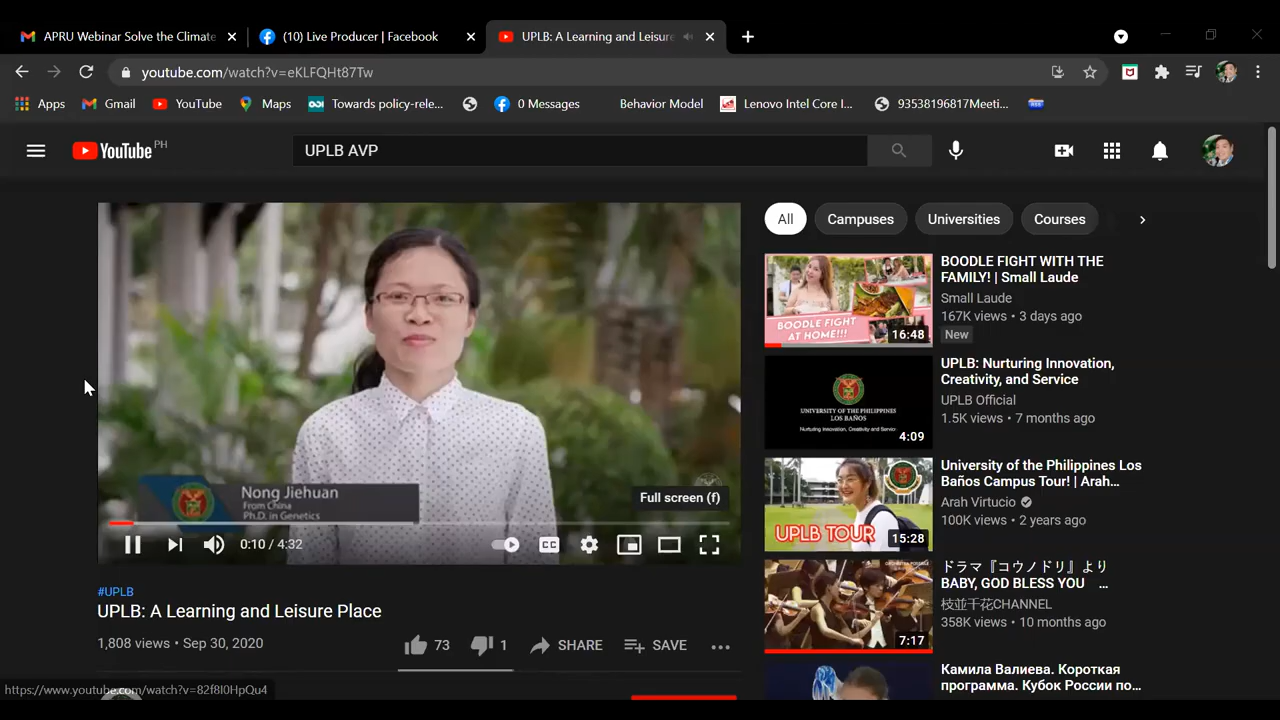 APRU Webinar Solve the Climate
(10) Live Producer | Facebook
UPLB: A Learning and Leisure
youtube.com/watch?v=eKLFQHt87Tw
Apps
Gmail
YouTube
Maps
Towards policy-rele...
0 Messages
Behavior Model
Lenovo Intel Core I...
93538196817Meeti...
YouTube PH
UPLB AVP
All
Campuses
Universities
Courses
Nong Jiehuan
From China
Ph.D. in Genetics
Full screen (f)
0:10 / 4:32
CC
#UPLB
UPLB: A Learning and Leisure Place
1,808 views • Sep 30, 2020
73
1
SHARE
SAVE
https://www.youtube.com/watch?v=82f8I0HpQu4
BOODLE FIGHT AT HOME!!!
16:48
BOODLE FIGHT WITH THE
FAMILY! | Small Laude
Small Laude
167K views • 3 days ago
New
UNIVERSITY OF THE PHILIPPINES
LOS BAÑOS
Nurturing Innovation, Creativity and Servic
4:09
UPLB: Nurturing Innovation,
Creativity, and Service
UPLB Official
1.5K views • 7 months ago
UPLB TOUR
15:28
University of the Philippines Los
Baños Campus Tour! | Arah...
Arah Virtucio
100K views • 2 years ago
7:17
ドラマ『コウノドリ』より
BABY, GOD BLESS YOU ...
枝並千花CHANNEL
358K views • 10 months ago
Камила Валиева. Короткая
программа. Кубок России по...